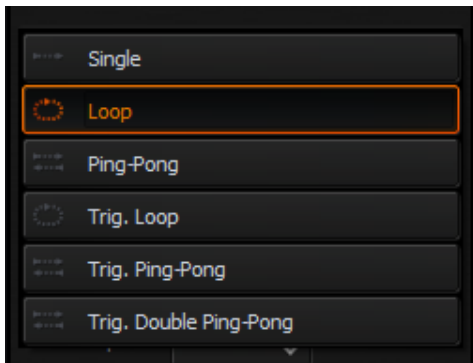 Single
Loop
Ping-Pong
Trig. Loop
Trig. Ping-Pong
Trig. Double Ping-Pong